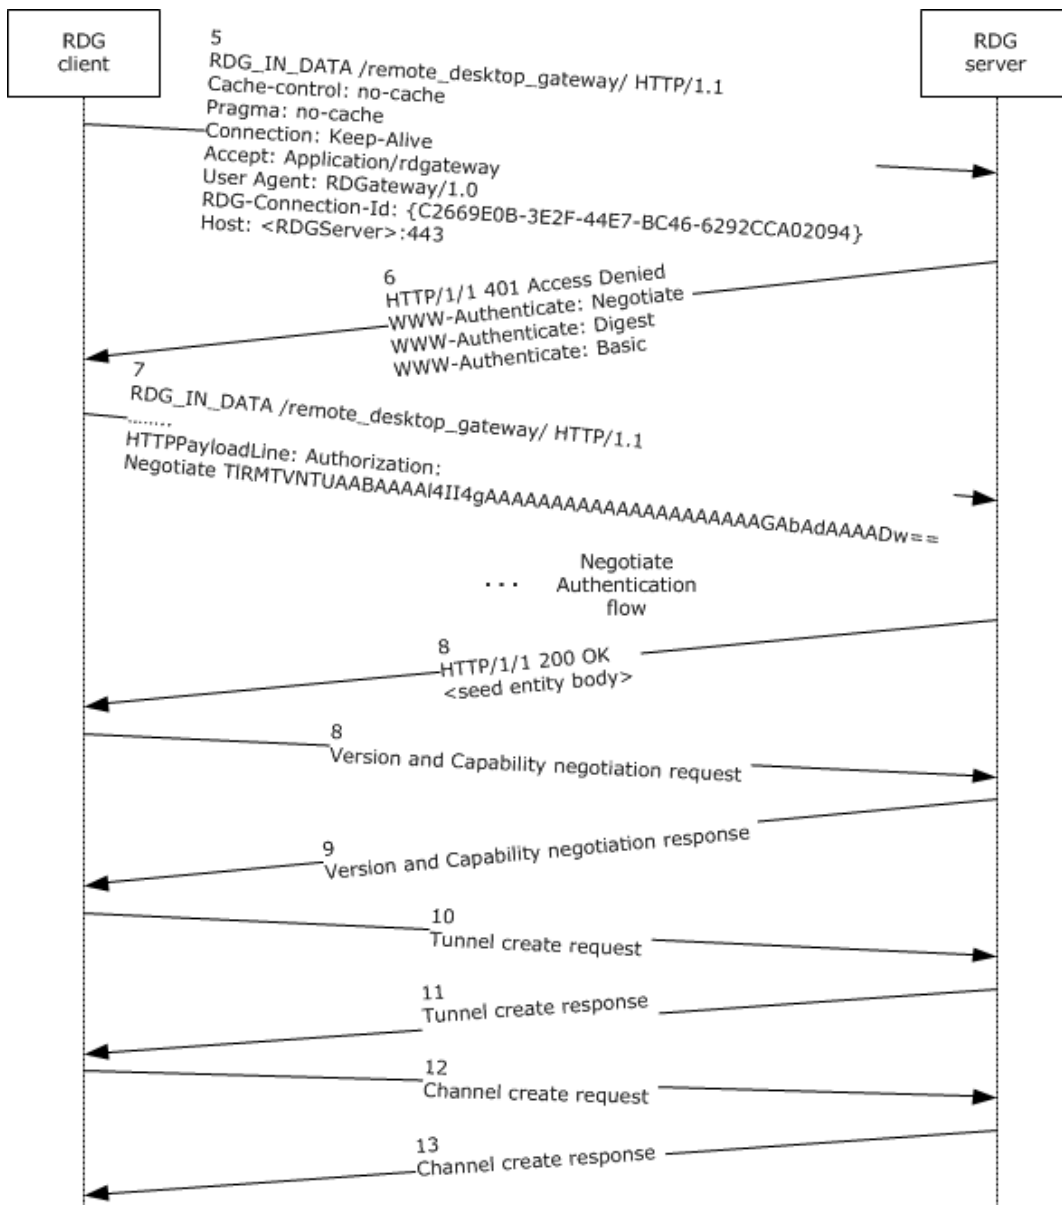 RDG
client
RDG
server
5
RDG_IN_DATA /remote_desktop_gateway/ HTTP/1.1
Cache-control: no-cache
Pragma: no-cache
Connection: Keep-Alive
Accept: Application/rdgateway
User Agent: RDGateway/1.0
RDG-Connection-Id: {C2669E0B-3E2F-44E7-BC46-6292CCA02094}
Host: <RDGServer>:443
6
HTTP/1/1 401 Access Denied
WWW-Authenticate: Negotiate
WWW-Authenticate: Digest
WWW-Authenticate: Basic
7
RDG_IN_DATA /remote_desktop_gateway/ HTTP/1.1
........
HTTPPayloadLine: Authorization:
Negotiate TlRMTVNTUAABAAAAl4II4gAAAAAAAAAAAAAAAAAAAAAGAbAdAAAADw==
... Negotiate
Authentication
flow
8
HTTP/1/1 200 OK
<seed entity body>
8
Version and Capability negotiation request
9
Version and Capability negotiation response
10
Tunnel create request
11
Tunnel create response
12
Channel create request
13
Channel create response